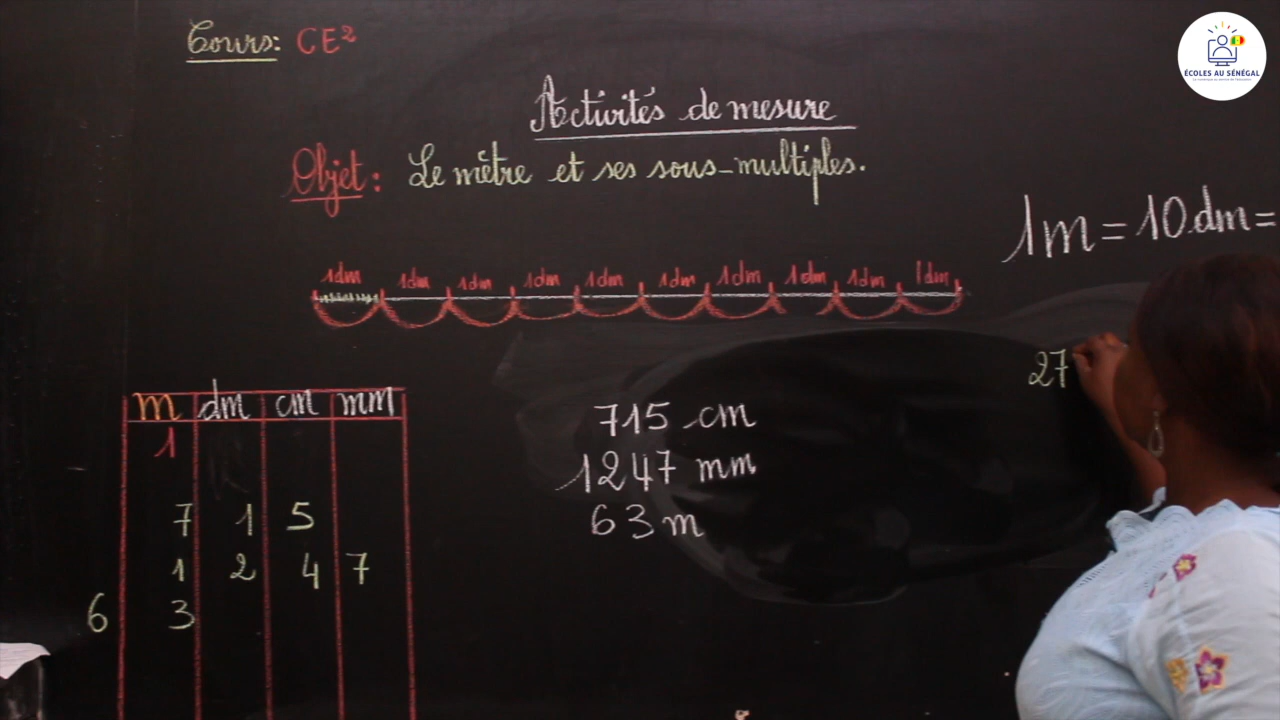 Cours: CE2
ÉCOLES AU SÉNÉGAL
Activités de mesure
Objet: Le mètre et ses sous-multiples.
1m = 10 dm =
1dm 1dm 1dm 1dm 1dm 1dm 1dm 1dm 1dm 1dm
27
m dm cm mm
1
715 cm
1247 mm
63 m
7 1 5
1 2 4 7
6 3